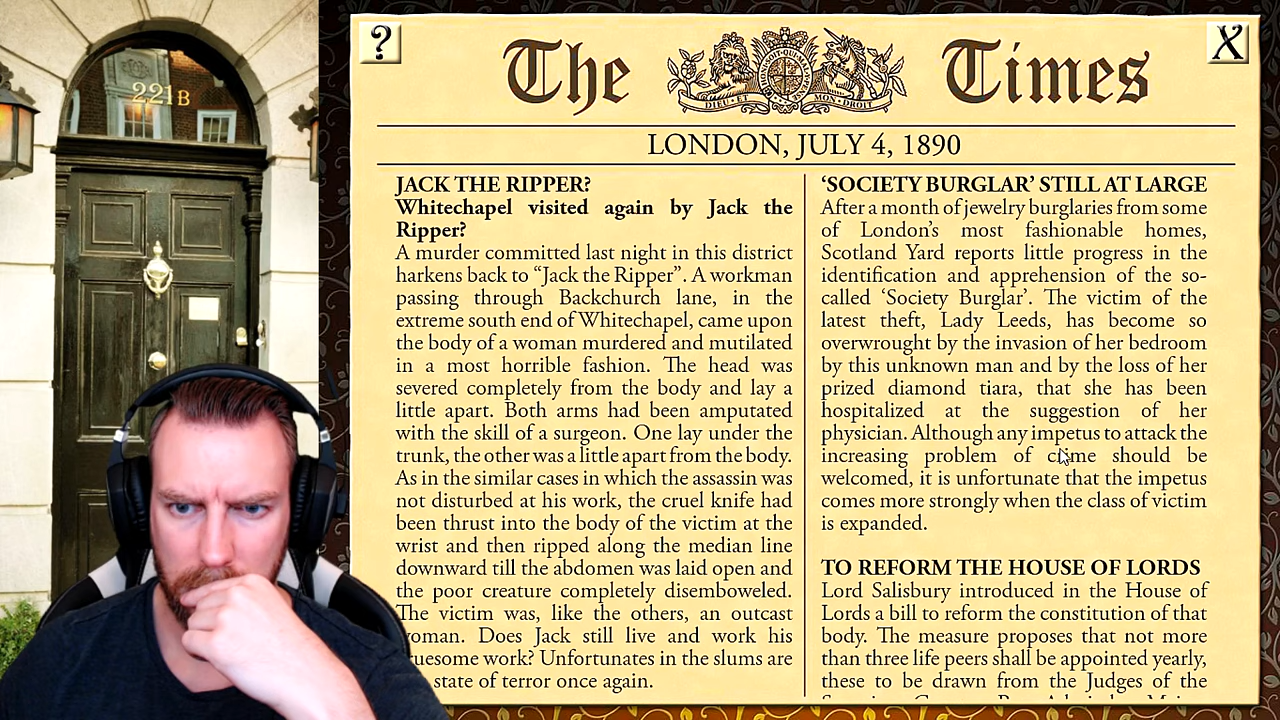 221B
?
The Times
DIEU · ET MON · DROIT
X
LONDON, JULY 4, 1890
JACK THE RIPPER?
Whitechapel visited again by Jack the
Ripper?
A murder committed last night in this district
harkens back to “Jack the Ripper”. A workman
passing through Backchurch lane, in the
extreme south end of Whitechapel, came upon
the body of a woman murdered and mutilated
in a most horrible fashion. The head was
severed completely from the body and lay a
little apart. Both arms had been amputated
with the skill of a surgeon. One lay under the
trunk, the other was a little apart from the body.
As in the similar cases in which the assassin was
not disturbed at his work, the cruel knife had
been thrust into the body of the victim at the
wrist and then ripped along the median line
downward till the abdomen was laid open and
the poor creature completely disemboweled.
The victim was, like the others, an outcast
woman. Does Jack still live and work his
gruesome work? Unfortunates in the slums are
state of terror once again.
‘SOCIETY BURGLAR’ STILL AT LARGE
After a month of jewelry burglaries from some
of London’s most fashionable homes,
Scotland Yard reports little progress in the
identification and apprehension of the so-
called ‘Society Burglar’. The victim of the
latest theft, Lady Leeds, has become so
overwrought by the invasion of her bedroom
by this unknown man and by the loss of her
prized diamond tiara, that she has been
hospitalized at the suggestion of her
physician. Although any impetus to attack the
increasing problem of crime should be
welcomed, it is unfortunate that the impetus
comes more strongly when the class of victim
is expanded.
TO REFORM THE HOUSE OF LORDS
Lord Salisbury introduced in the House of
Lords a bill to reform the constitution of that
body. The measure proposes that not more
than three life peers shall be appointed yearly,
these to be drawn from the Judges of the